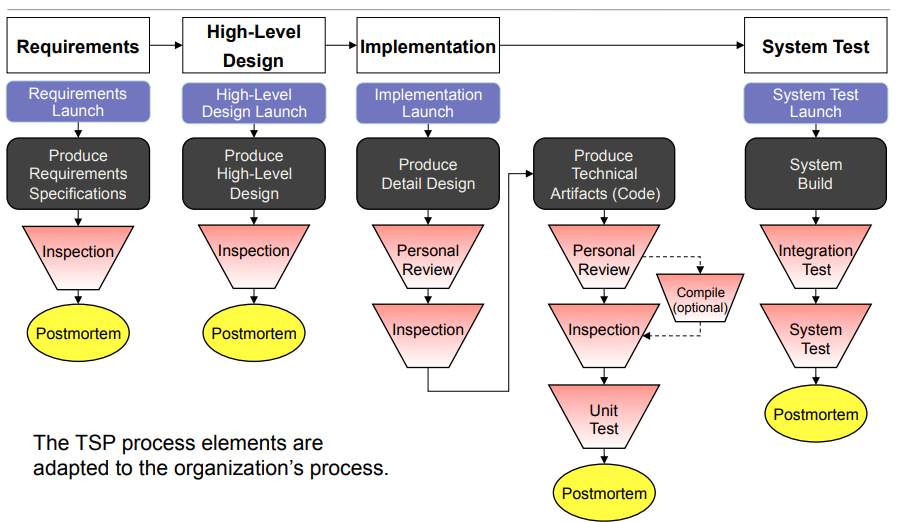 Requirements
High-Level
Design
Implementation
System Test
Requirements
Launch
High-Level
Design Launch
Implementation
Launch
System Test
Launch
Produce
Requirements
Specifications
Produce
High-Level
Design
Produce
Detail Design
Produce
Technical
Artifacts (Code)
System
Build
Inspection
Inspection
Personal
Review
Personal
Review
Integration
Test
Compile
(optional)
Postmortem
Postmortem
Inspection
Inspection
System
Test
Unit
Test
Postmortem
Postmortem
The TSP process elements are
adapted to the organization’s process.